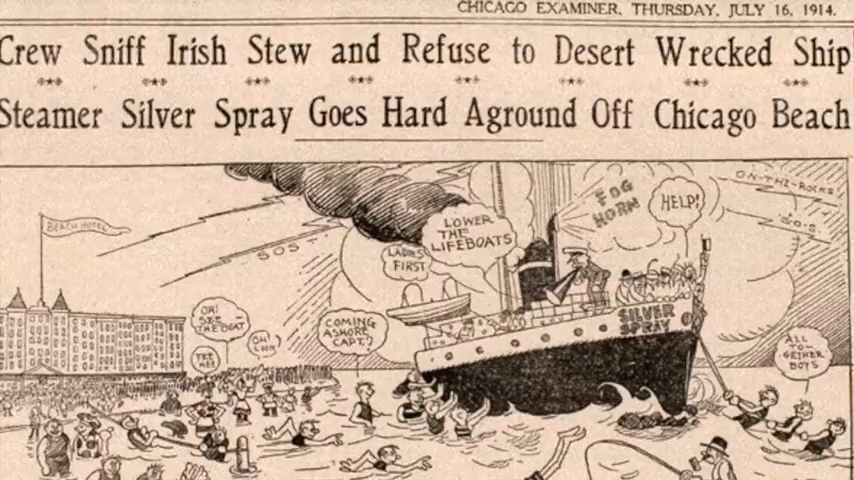 CHICAGO EXAMINER, THURSDAY, JULY 16, 1914.
Crew Sniff Irish Stew and Refuse to Desert Wrecked Ship
Steamer Silver Spray Goes Hard Aground Off Chicago Beach
ON-THE-ROCKS
S-O-S
FOG
HORN
HELP!
LOWER
THE
LIFEBOATS
LADIES
FIRST
BEACH HOTEL
SOS
OH!
SEE
THE BOAT
OH!
LOOK
TEE
HEE
COMING
ASHORE
CAPT.?
SILVER
SPRAY
ALL
TO-
GETHER
BOYS